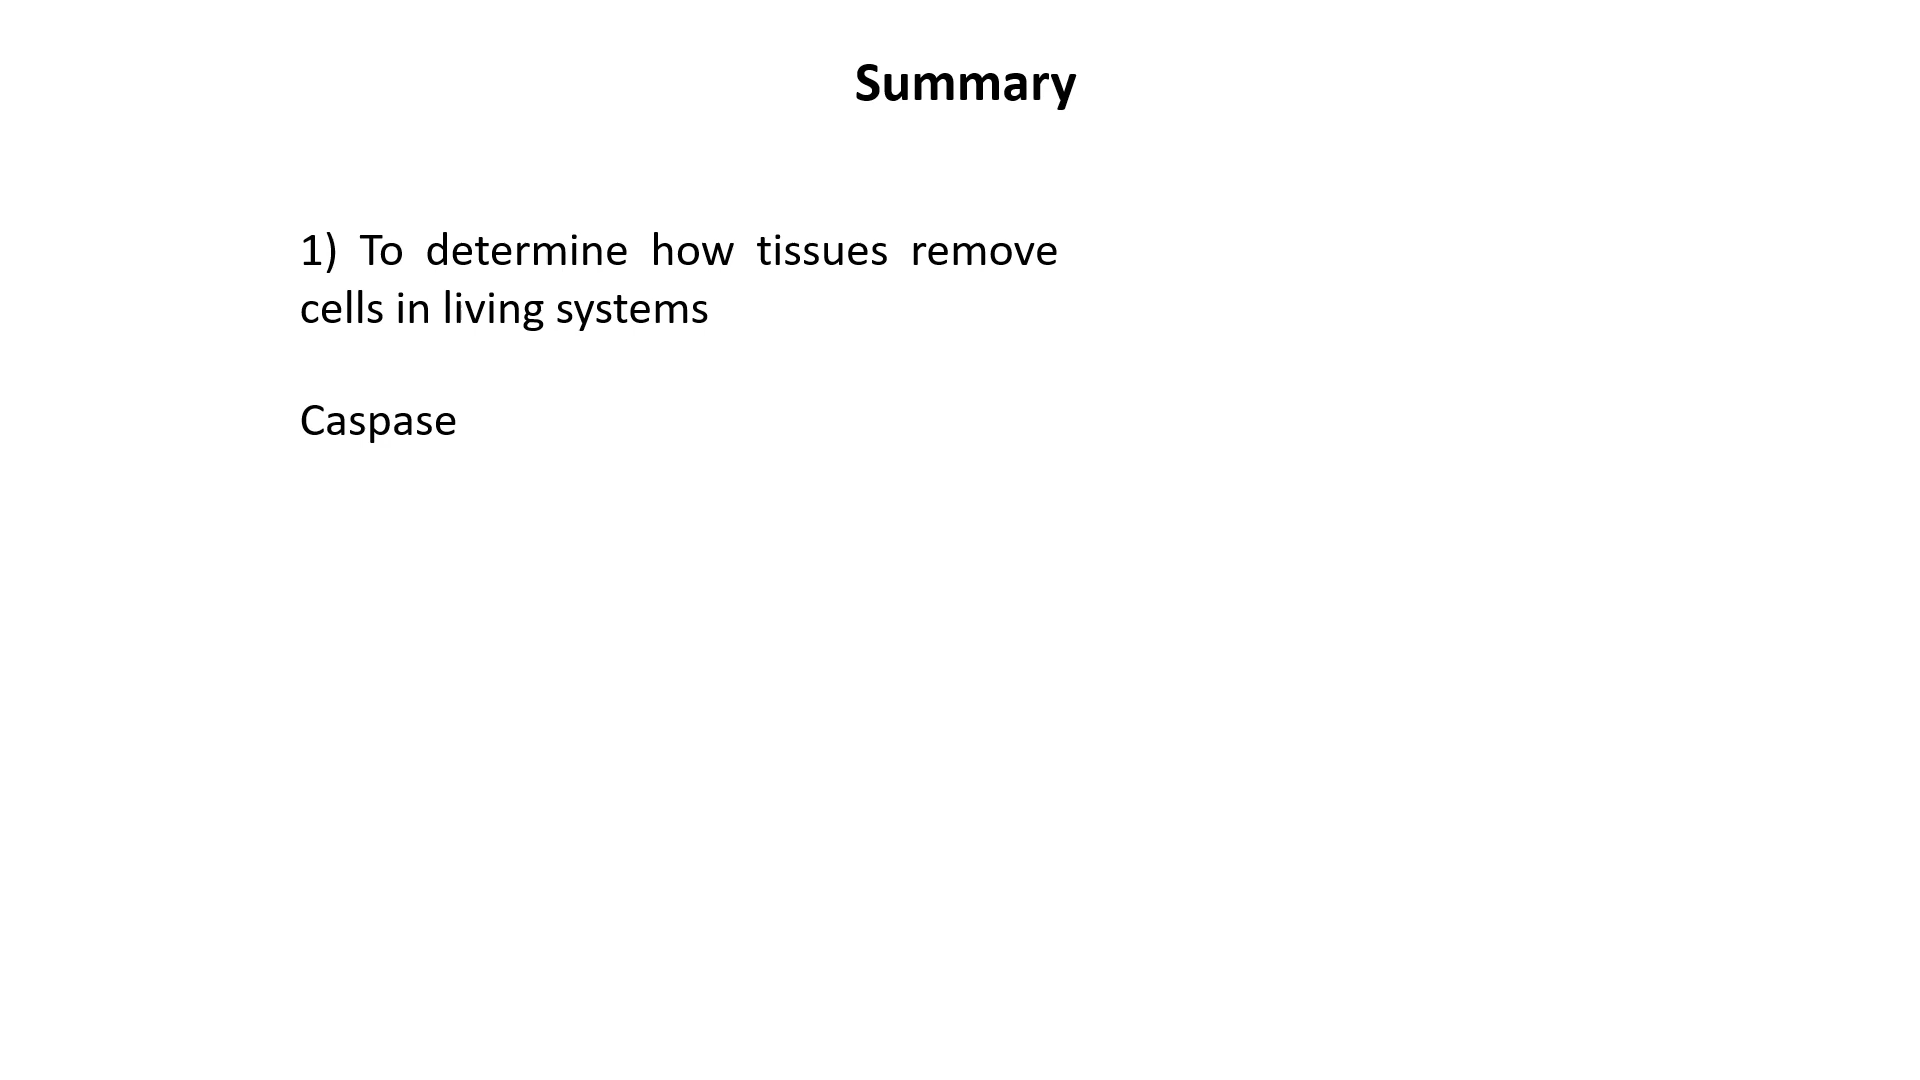 Summary
1) To determine how tissues remove
cells in living systems
Caspase